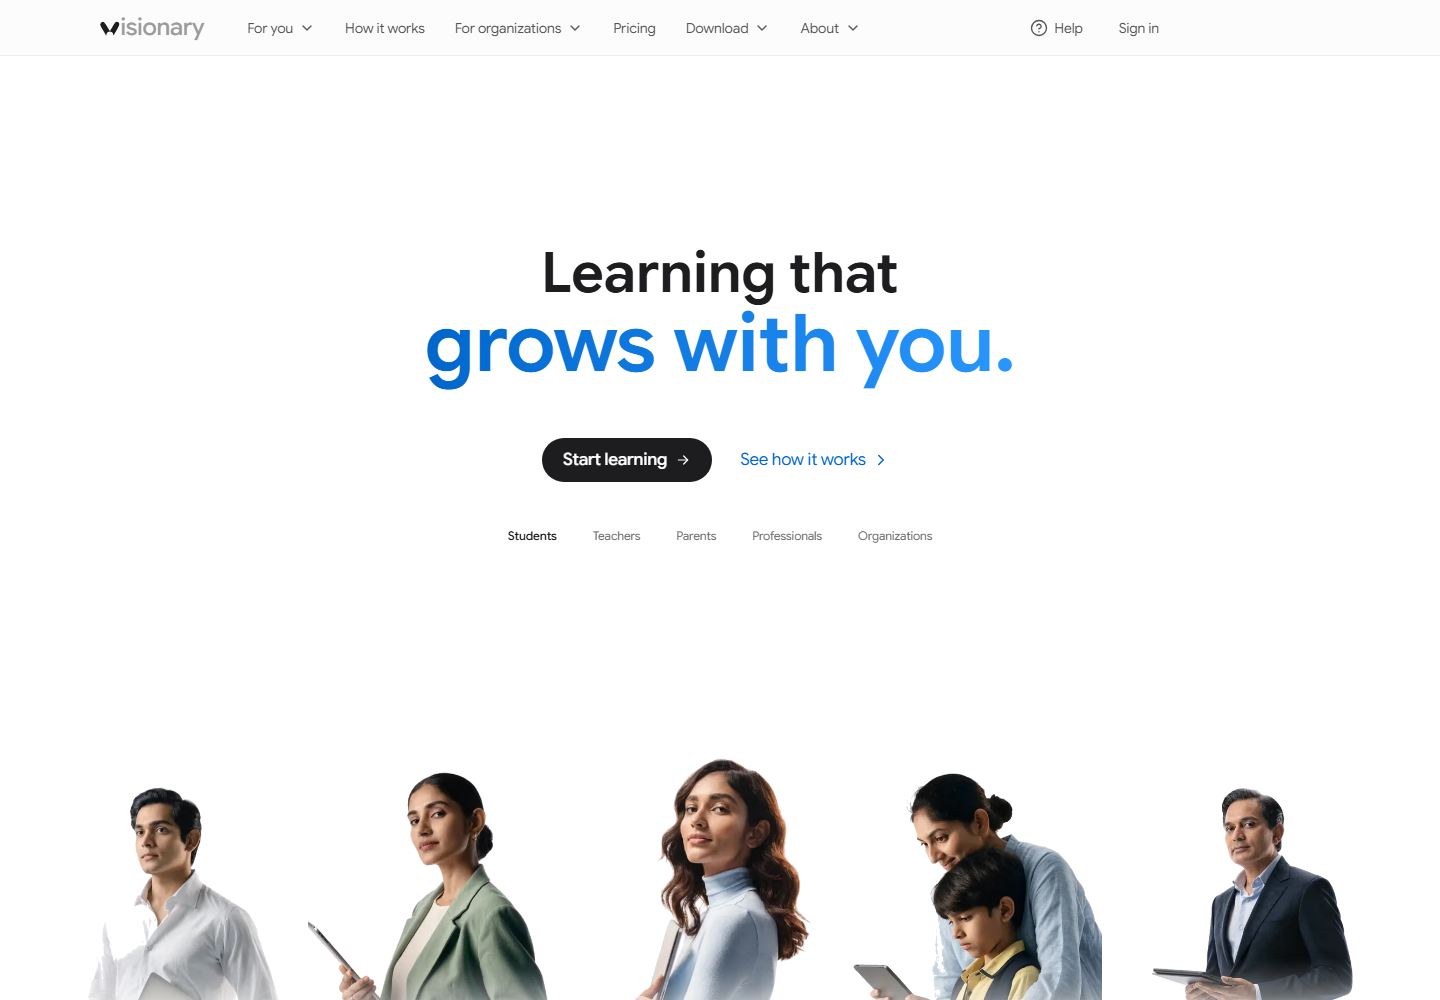 visionary
For you
How it works
For organizations
Pricing
Download
About
Help
Sign in
Learning that
grows with you.
Start learning
See how it works
Students
Teachers
Parents
Professionals
Organizations